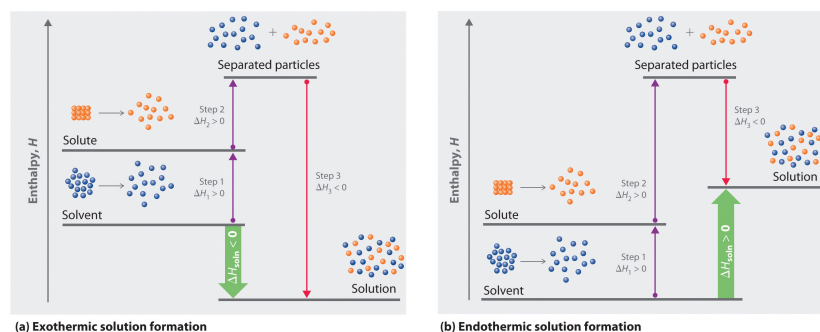 +
Separated particles
Step 2
ΔH₂ > 0
Solute
Enthalpy, H
Step 3
ΔH₃ < 0
Step 1
ΔH₁ > 0
Solvent
ΔHsoln < 0
Solution
(a) Exothermic solution formation
+
Separated particles
Step 3
ΔH₃ < 0
Enthalpy, H
Solution
Step 2
ΔH₂ > 0
Solute
ΔHsoln > 0
Step 1
ΔH₁ > 0
Solvent
(b) Endothermic solution formation